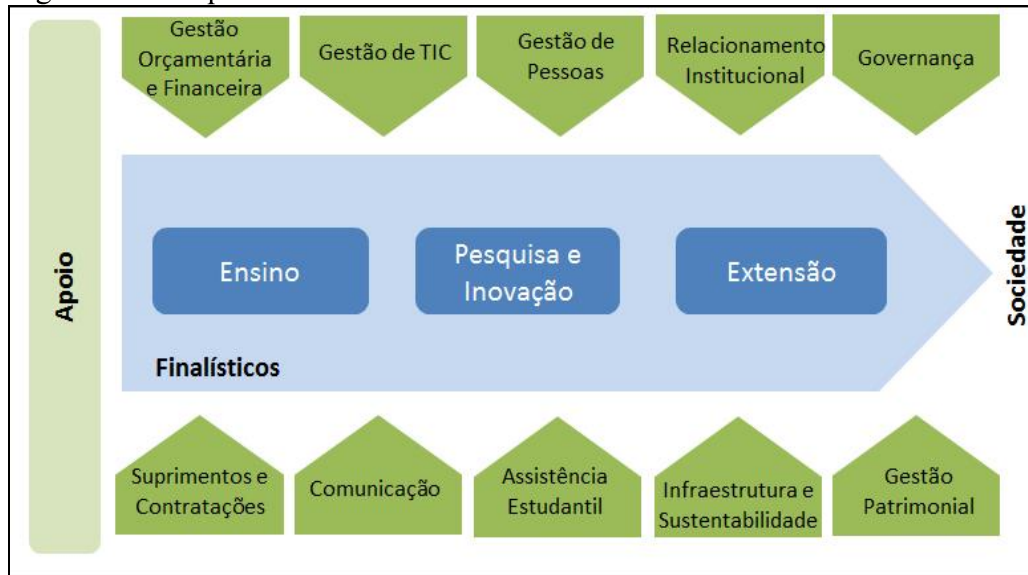 Gestão
Orçamentária
e Financeira
Gestão de TIC
Gestão de
Pessoas
Relacionamento
Institucional
Governança
Apoio
Ensino
Pesquisa e
Inovação
Extensão
Finalísticos
Sociedade
Suprimentos e
Contratações
Comunicação
Assistência
Estudantil
Infraestrutura e
Sustentabilidade
Gestão
Patrimonial